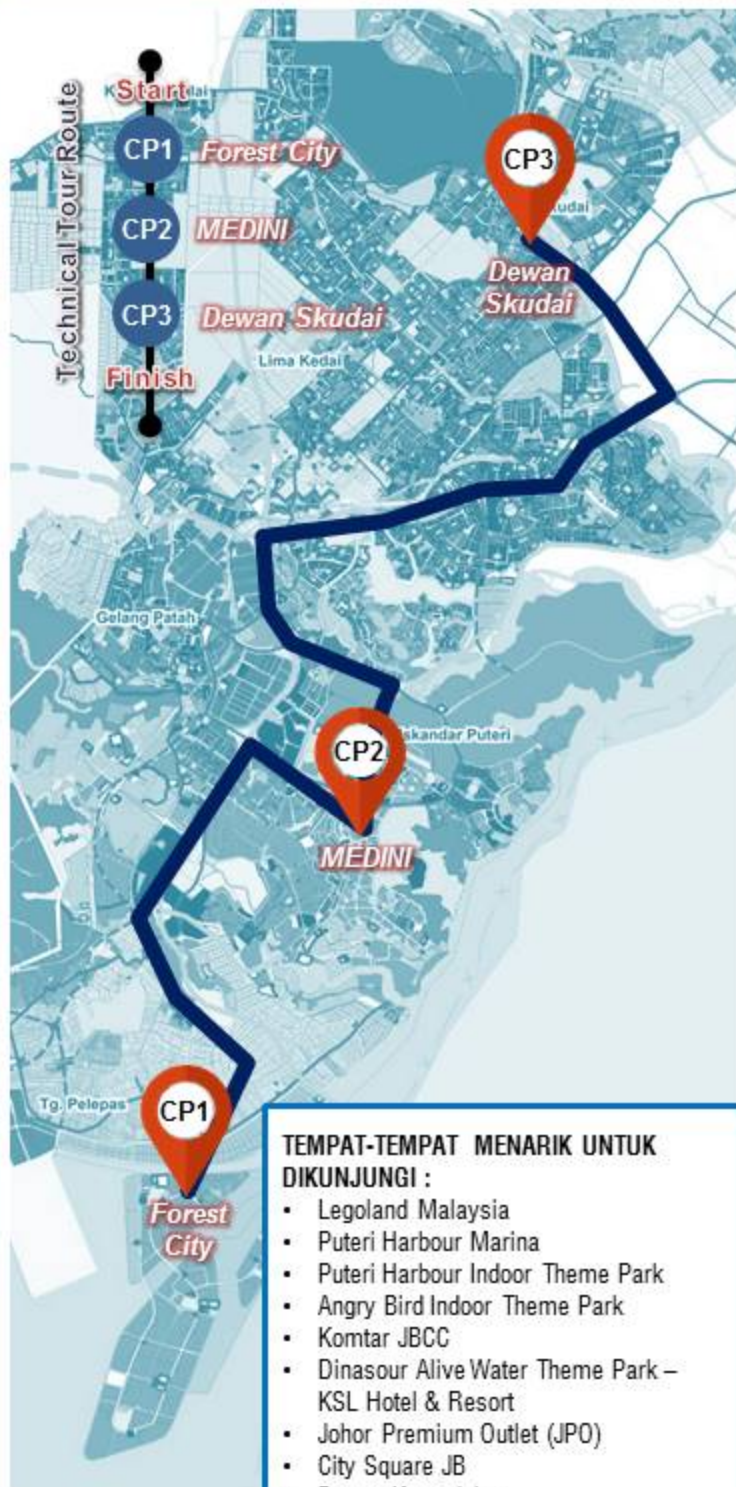 Technical Tour Route
Start
CP1 Forest City
CP2 MEDINI
CP3 Dewan Skudai
Finish
CP3
Dewan
Skudai
Lima Kedai
Gelang Patah
CP2
Iskandar Puteri
MEDINI
Tg. Pelepas
CP1
Forest
City
TEMPAT-TEMPAT MENARIK UNTUK
DIKUNJUNGI :
• Legoland Malaysia
• Puteri Harbour Marina
• Puteri Harbour Indoor Theme Park
• Angry Bird Indoor Theme Park
• Komtar JBCC
• Dinasour Alive Water Theme Park –
KSL Hotel & Resort
• Johor Premium Outlet (JPO)
• City Square JB